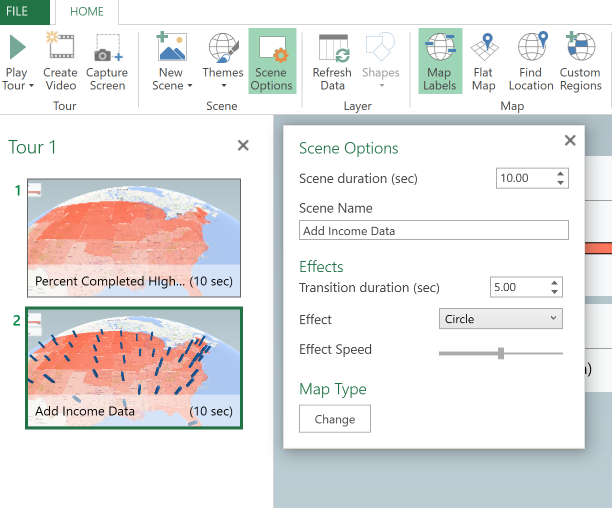 FILE
HOME
Play Tour
Create Video
Capture Screen
New Scene
Themes
Scene Options
Refresh Data
Shapes
Map Labels
Flat Map
Find Location
Custom Regions
Tour
Scene
Layer
Map
Tour 1
1
Percent Completed HIgh... (10 sec)
2
Add Income Data (10 sec)
Scene Options
Scene duration (sec) 10.00
Scene Name
Add Income Data
Effects
Transition duration (sec) 5.00
Effect Circle
Effect Speed
Map Type
Change